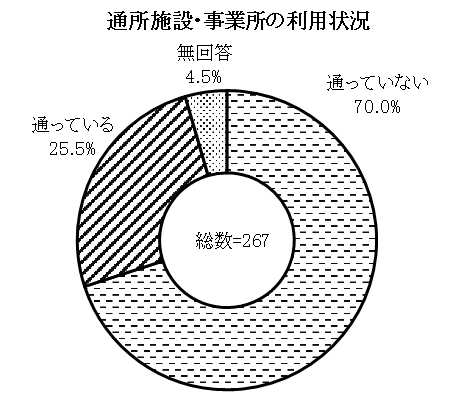 通所施設・事業所の利用状況
無回答
4.5%
通っていない
70.0%
通っている
25.5%
総数=267